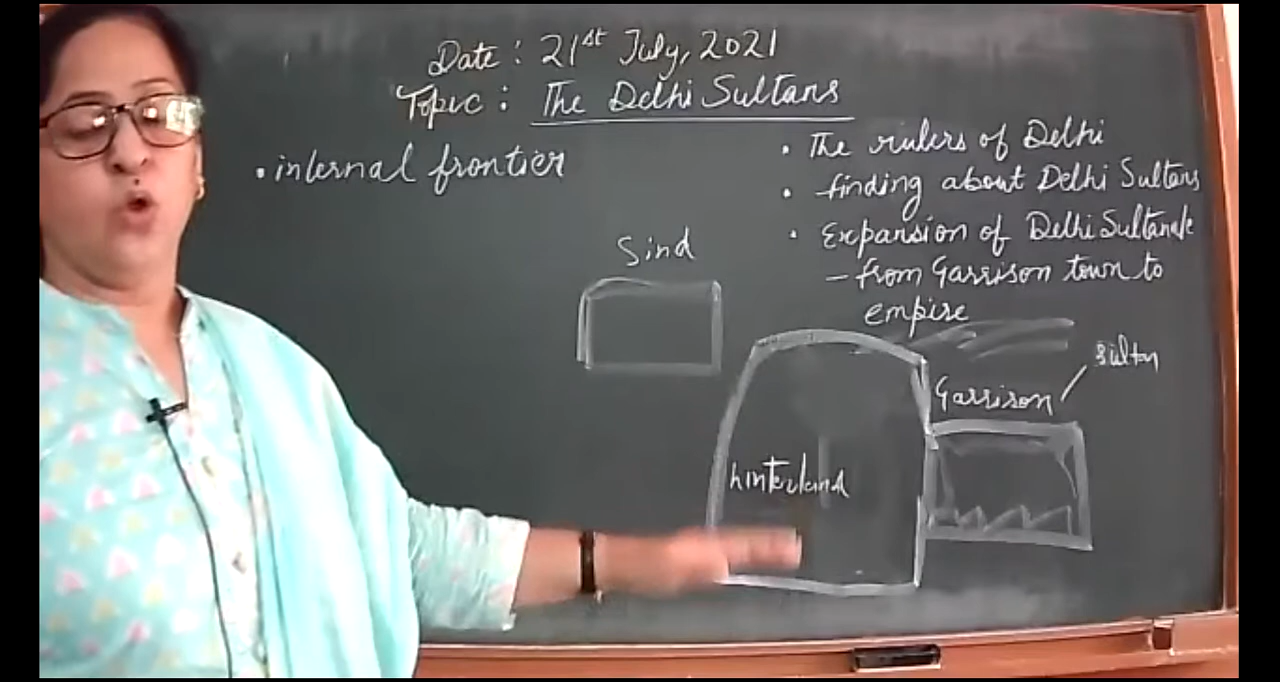 Date: 21st July, 2021
Topic: The Delhi Sultans
• internal frontier
• The rulers of Delhi
• finding about Delhi Sultans
• Expansion of Delhi Sultanate
– from Garrison town to
empire
Sind
Sultan
Garrison
hinterland